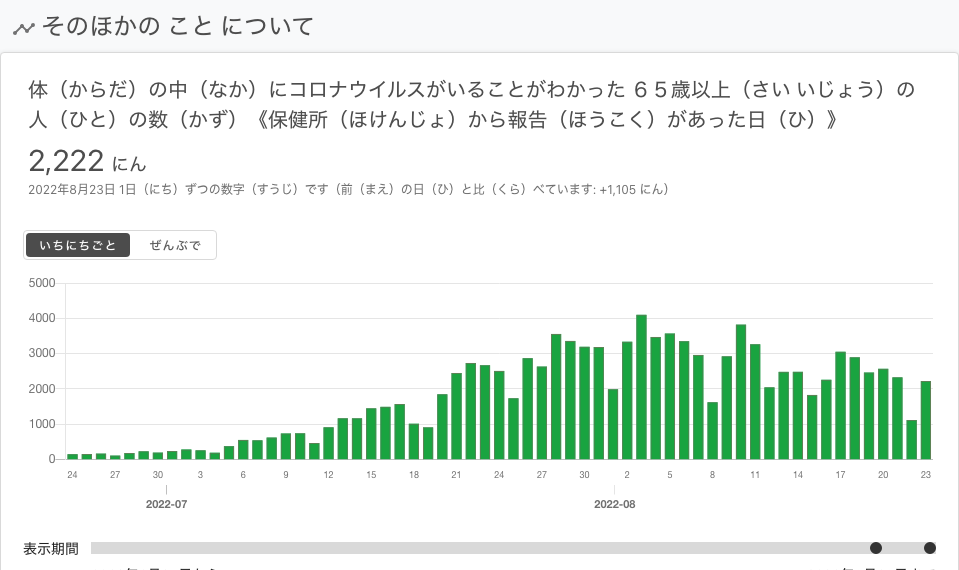 そのほかの こと について
体（からだ）の中（なか）にコロナウイルスがいることがわかった ６５歳以上（さい いじょう）の
人（ひと）の数（かず）《保健所（ほけんじょ）から報告（ほうこく）があった日（ひ）》
2,222 にん
2022年8月23日 1日（にち）ずつの数字（すうじ）です（前（まえ）の日（ひ）と比（くら）べています: +1,105 にん）
いちにちごと ぜんぶで
5000
4000
3000
2000
1000
0
24 27 30 3 6 9 12 15 18 21 24 27 30 2 5 8 11 14 17 20 23
2022-07 2022-08
表示期間